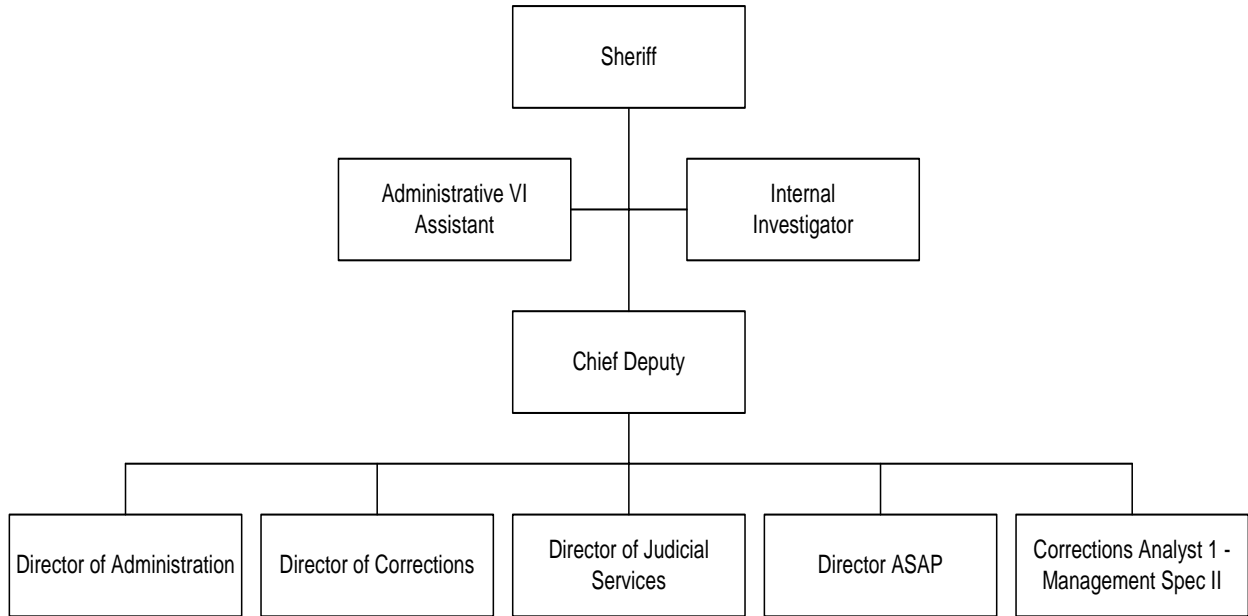 Sheriff
Administrative VI
Assistant
Internal
Investigator
Chief Deputy
Director of Administration
Director of Corrections
Director of Judicial
Services
Director ASAP
Corrections Analyst 1 -
Management Spec II